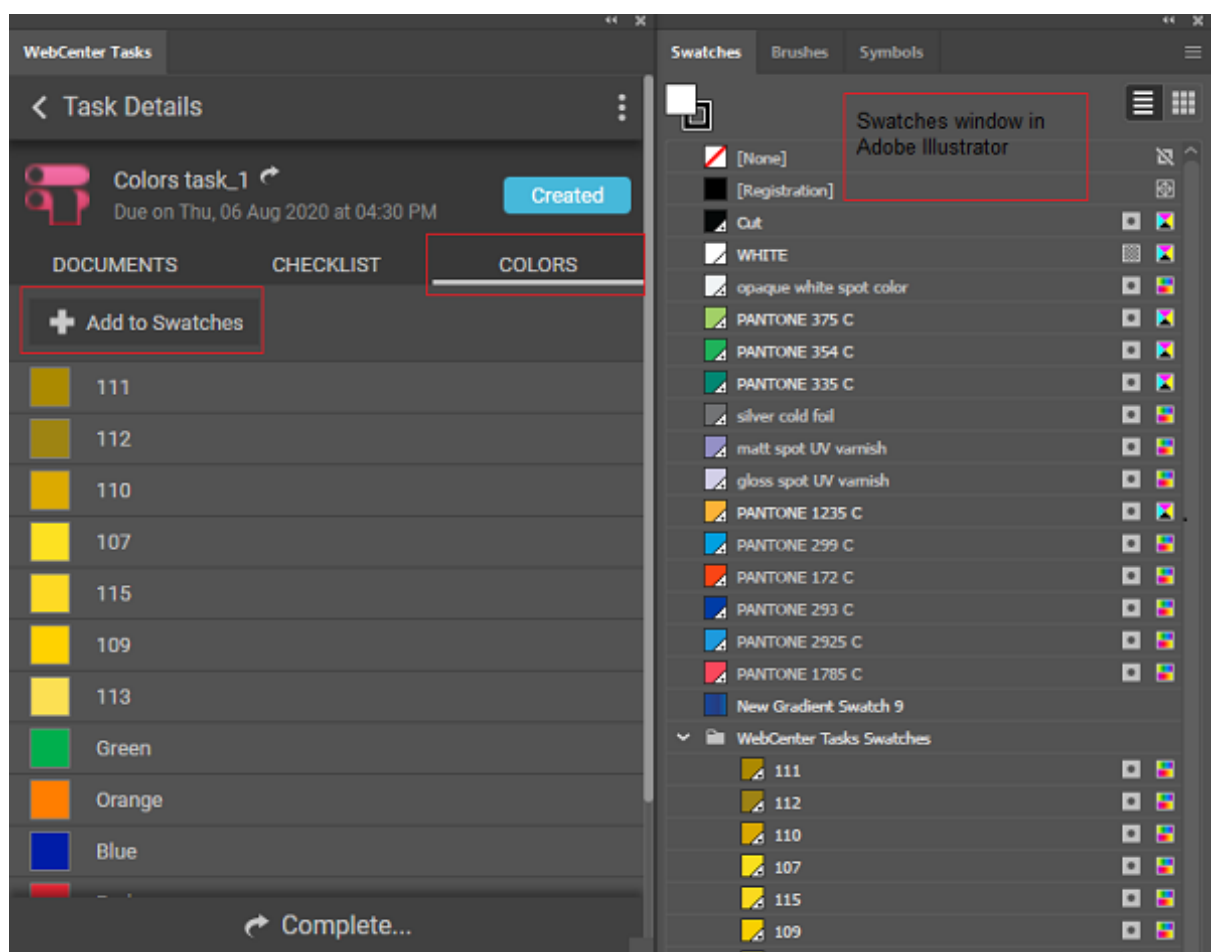 WebCenter Tasks
Task Details
Colors task_1
Due on Thu, 06 Aug 2020 at 04:30 PM
Created
DOCUMENTS CHECKLIST COLORS
Add to Swatches
111
112
110
107
115
109
113
Green
Orange
Blue
Complete...
Swatches Brushes Symbols
Swatches window in
Adobe Illustrator
[None]
[Registration]
Cut
WHITE
opaque white spot color
PANTONE 375 C
PANTONE 354 C
PANTONE 335 C
silver cold foil
matt spot UV varnish
gloss spot UV varnish
PANTONE 1235 C
PANTONE 299 C
PANTONE 172 C
PANTONE 293 C
PANTONE 2925 C
PANTONE 1785 C
New Gradient Swatch 9
WebCenter Tasks Swatches
111
112
110
107
115
109